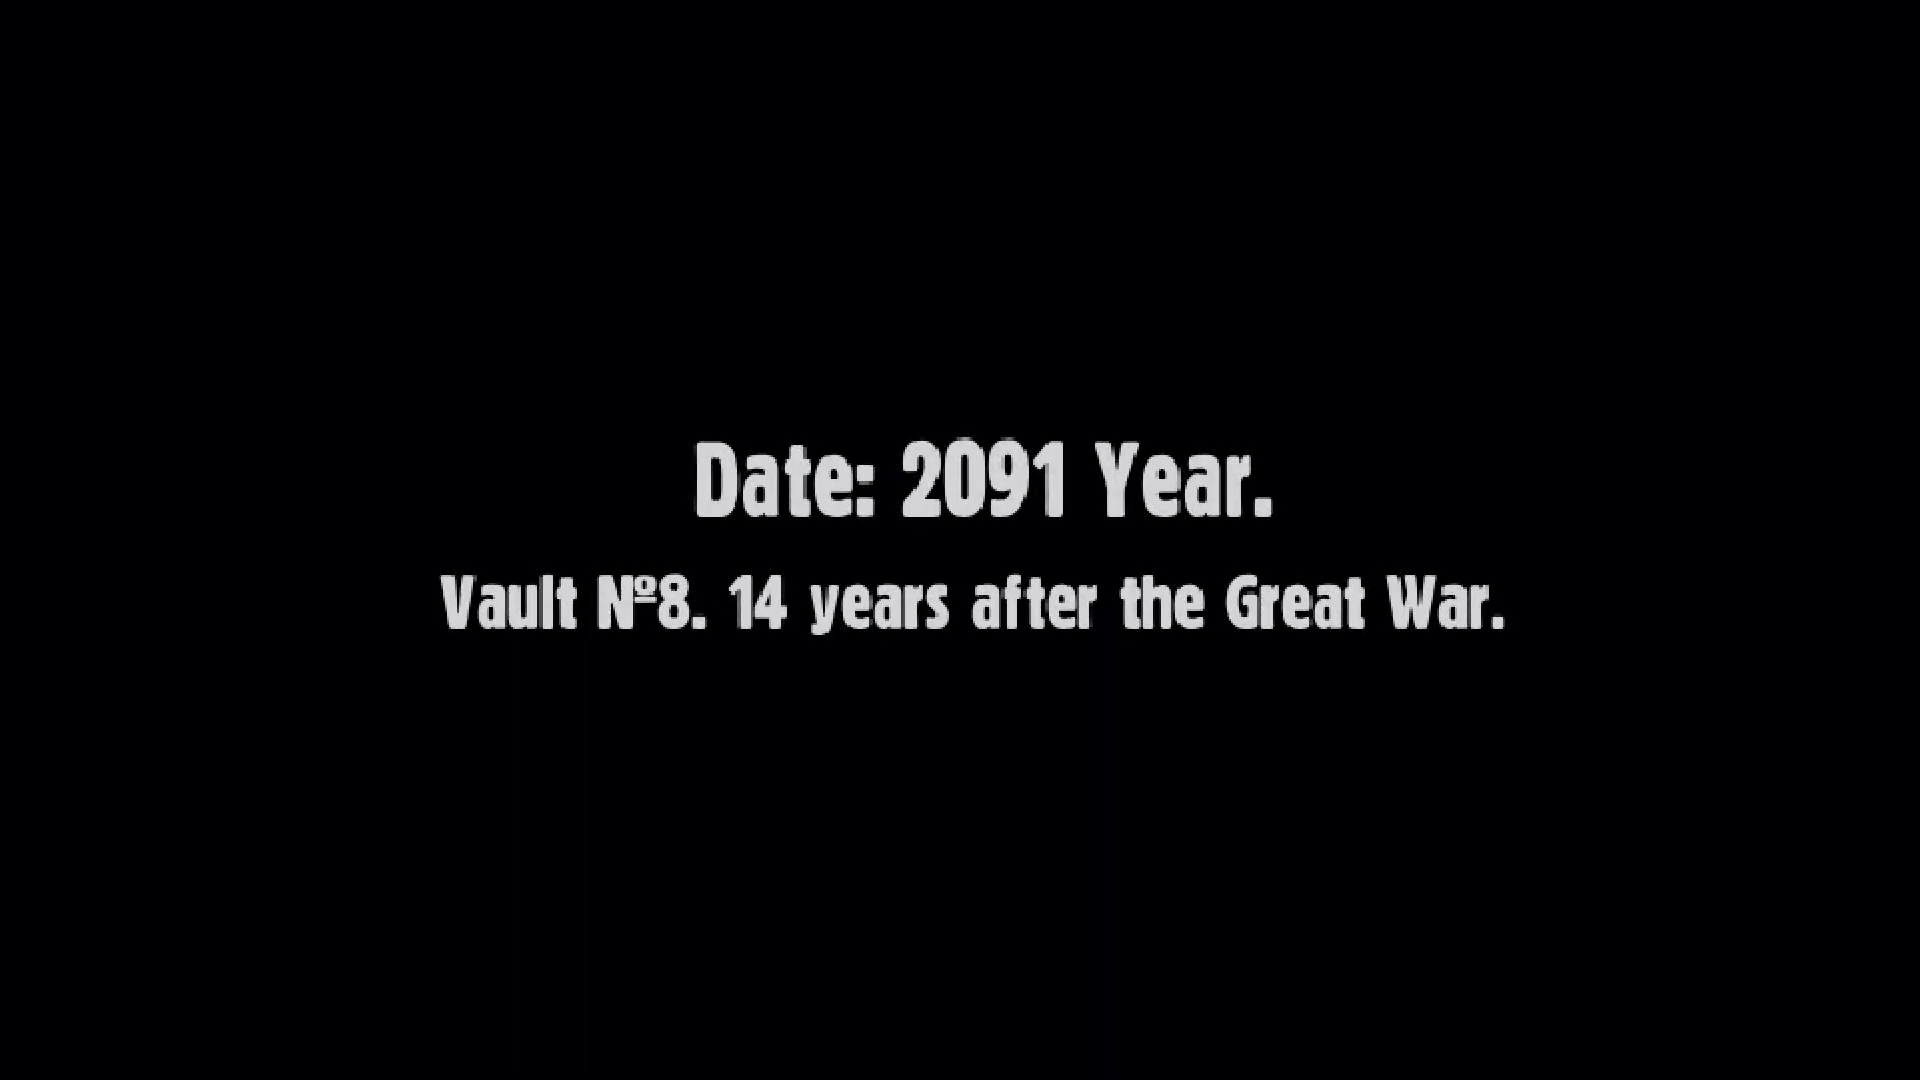 Date: 2091 Year.
Vault Nº8. 14 years after the Great War.